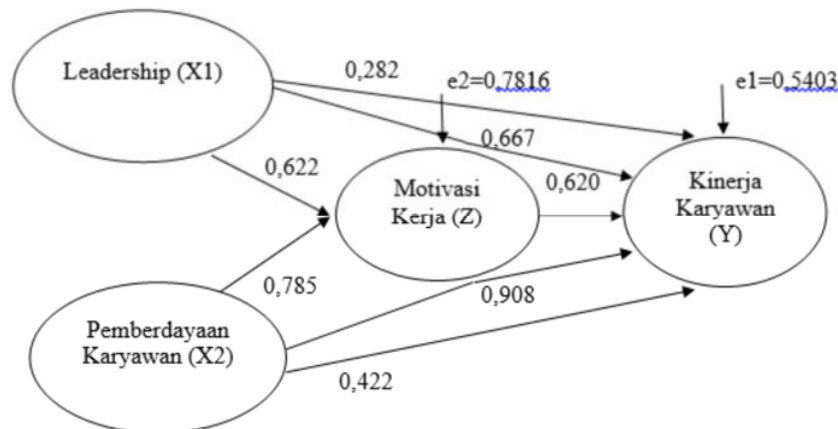 Leadership (X1)
0,282
e2=0,7816
e1=0,5403
0,667
0,622
Motivasi
Kerja (Z)
0,620
Kinerja
Karyawan
(Y)
0,785
0,908
Pemberdayaan
Karyawan (X2)
0,422